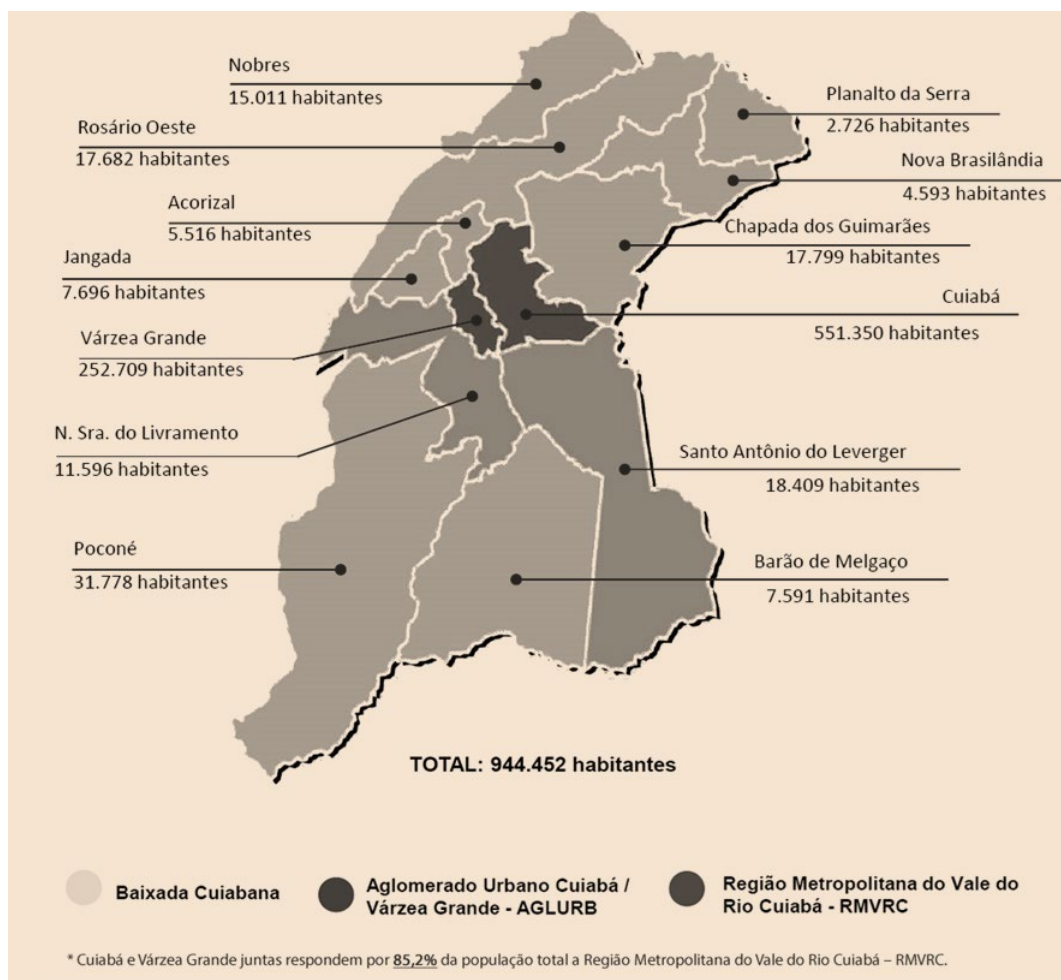 Nobres
15.011 habitantes
Rosário Oeste
17.682 habitantes
Acorizal
5.516 habitantes
Jangada
7.696 habitantes
Várzea Grande
252.709 habitantes
N. Sra. do Livramento
11.596 habitantes
Poconé
31.778 habitantes
Planalto da Serra
2.726 habitantes
Nova Brasilândia
4.593 habitantes
Chapada dos Guimarães
17.799 habitantes
Cuiabá
551.350 habitantes
Santo Antônio do Leverger
18.409 habitantes
Barão de Melgaço
7.591 habitantes
TOTAL: 944.452 habitantes
Baixada Cuiabana
Aglomerado Urbano Cuiabá /
Várzea Grande - AGLURB
Região Metropolitana do Vale do
Rio Cuiabá - RMVRC
* Cuiabá e Várzea Grande juntas respondem por 85,2% da população total a Região Metropolitana do Vale do Rio Cuiabá – RMVRC.